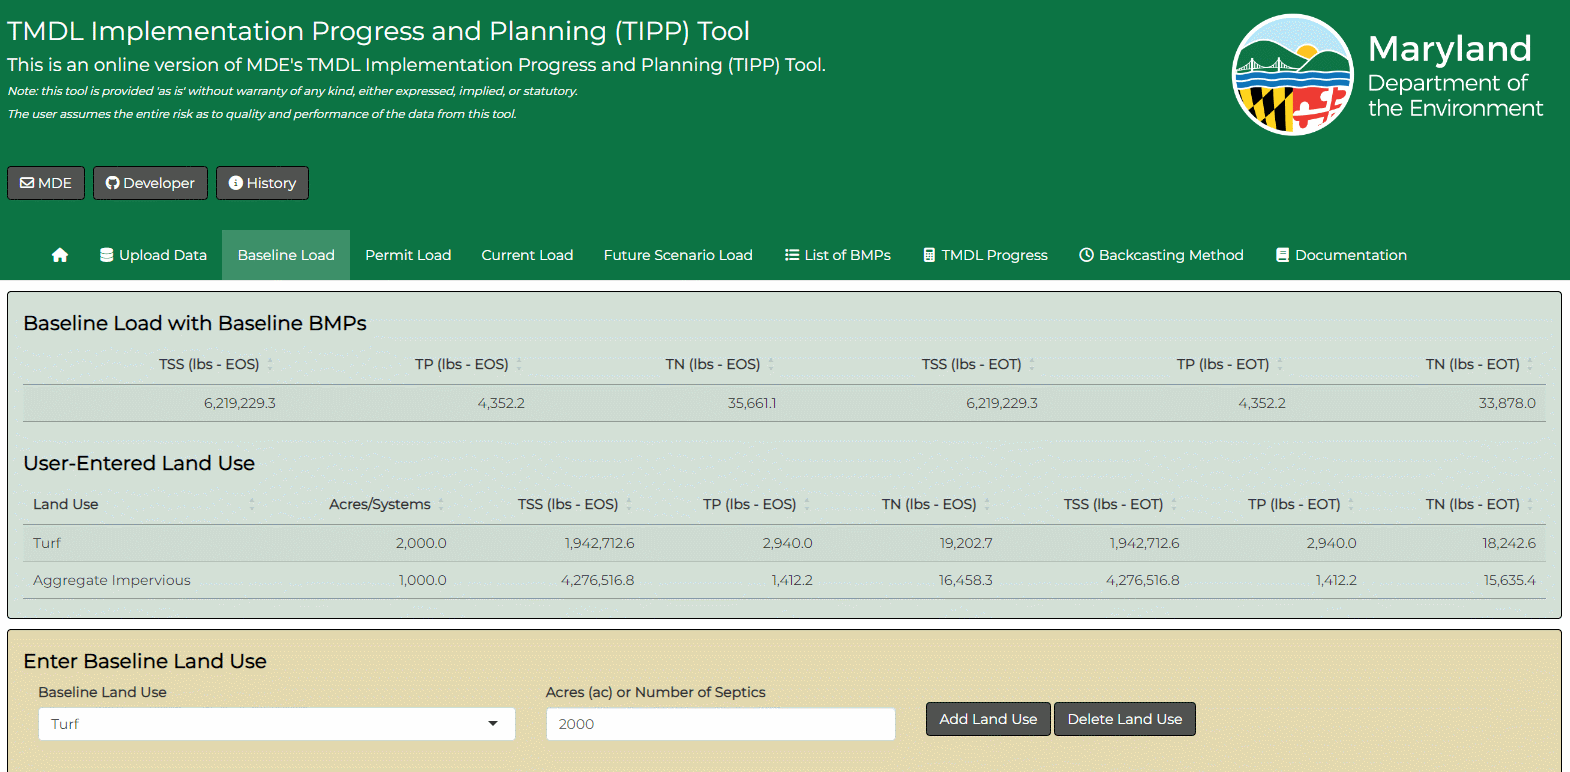 TMDL Implementation Progress and Planning (TIPP) Tool
This is an online version of MDE's TMDL Implementation Progress and Planning (TIPP) Tool.
Note: this tool is provided 'as is' without warranty of any kind, either expressed, implied, or statutory.
The user assumes the entire risk as to quality and performance of the data from this tool.
Maryland
Department of
the Environment
MDE Developer History
Upload Data Baseline Load Permit Load Current Load Future Scenario Load List of BMPs TMDL Progress Backcasting Method Documentation
Baseline Load with Baseline BMPs
TSS (lbs - EOS) TP (lbs - EOS) TN (lbs - EOS) TSS (lbs - EOT) TP (lbs - EOT) TN (lbs - EOT)
6,219,229.3 4,352.2 35,661.1 6,219,229.3 4,352.2 33,878.0
User-Entered Land Use
Land Use Acres/Systems TSS (lbs - EOS) TP (lbs - EOS) TN (lbs - EOS) TSS (lbs - EOT) TP (lbs - EOT) TN (lbs - EOT)
Turf 2,000.0 1,942,712.6 2,940.0 19,202.7 1,942,712.6 2,940.0 18,242.6
Aggregate Impervious 1,000.0 4,276,516.8 1,412.2 16,458.3 4,276,516.8 1,412.2 15,635.4
Enter Baseline Land Use
Baseline Land Use Acres (ac) or Number of Septics
Turf 2000 Add Land Use Delete Land Use